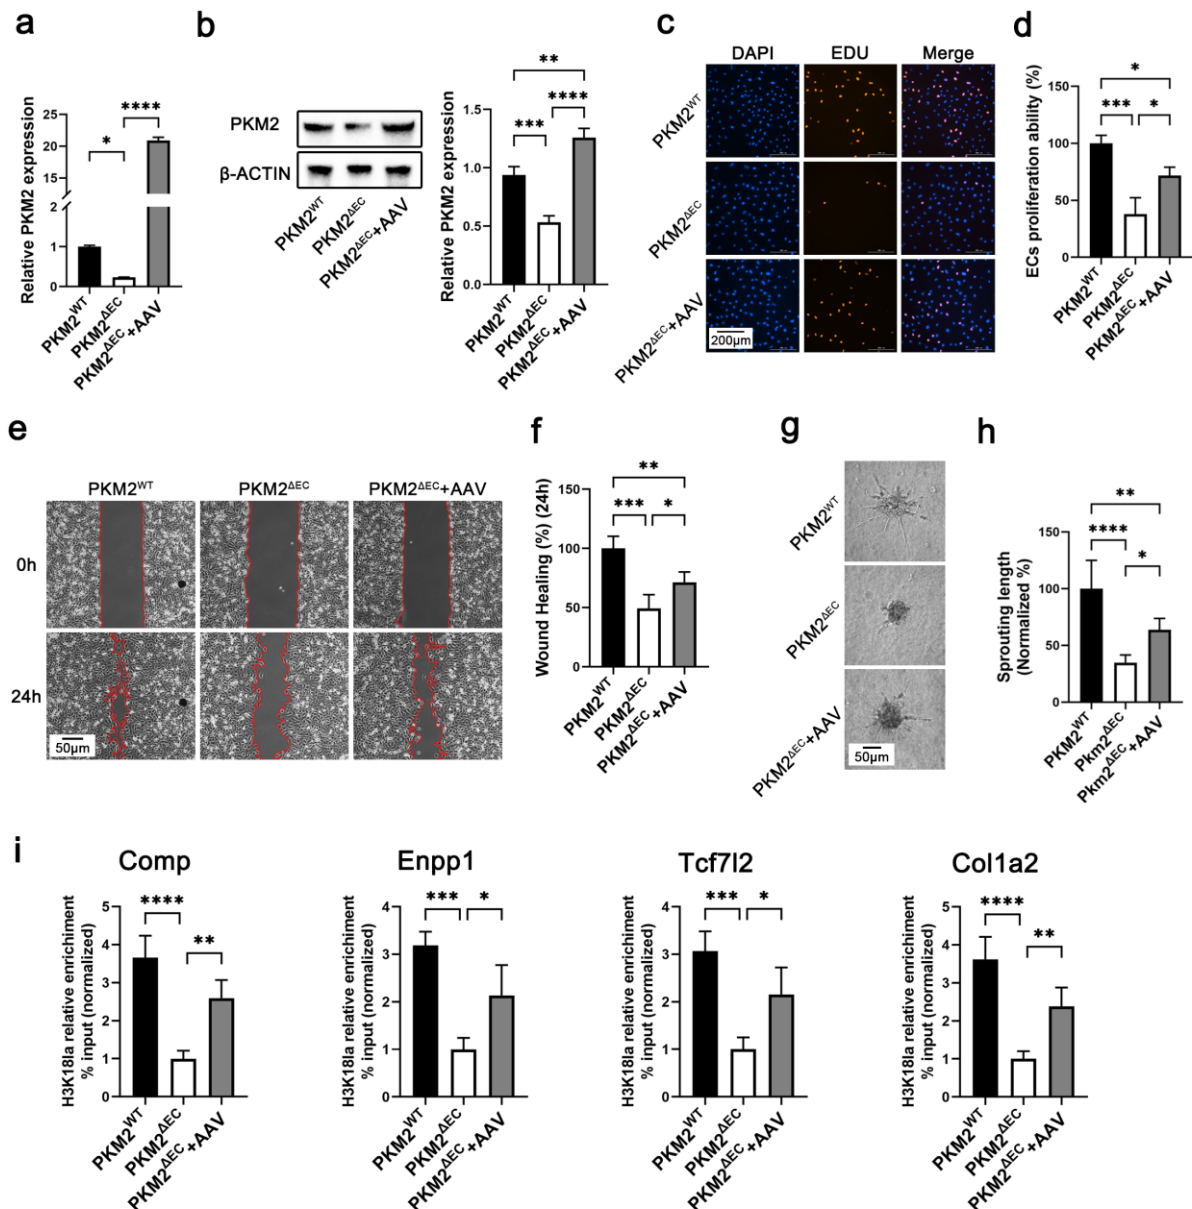 a
Relative PKM2 expression
25
20
15
10
2
1
0
*
****
PKM2WT
PKM2ΔEC
PKM2ΔEC+AAV
b
PKM2
β-ACTIN
PKM2WT
PKM2ΔEC
PKM2ΔEC+AAV
Relative PKM2 expression
1.5
1.0
0.5
0.0
**
***
****
PKM2WT
PKM2ΔEC
PKM2ΔEC+AAV
c
DAPI
EDU
Merge
PKM2WT
PKM2ΔEC
PKM2ΔEC+AAV
200μm
d
ECs proliferation ability (%)
150
100
50
0
*
***
*
PKM2WT
PKM2ΔEC
PKM2ΔEC+AAV
e
PKM2WT
PKM2ΔEC
PKM2ΔEC+AAV
0h
24h
50μm
f
Wound Healing (%) (24h)
150
100
50
0
**
***
*
PKM2WT
PKM2ΔEC
PKM2ΔEC+AAV
g
PKM2WT
PKM2ΔEC
PKM2ΔEC+AAV
50μm
h
Sprouting length
(Normalized %)
150
100
50
0
**
****
*
PKM2WT
Pkm2ΔEC
Pkm2ΔEC+AAV
i
Comp
H3K18la relative enrichiment
% input (normalized)
5
4
3
2
1
0
****
**
PKM2WT
PKM2ΔEC
PKM2ΔEC+AAV
Enpp1
H3K18la relative enrichiment
% input (normalized)
4
3
2
1
0
***
*
PKM2WT
PKM2ΔEC
PKM2ΔEC+AAV
Tcf7l2
H3K18la relative enrichiment
% input (normalized)
4
3
2
1
0
***
*
PKM2WT
PKM2ΔEC
PKM2ΔEC+AAV
Col1a2
H3K18la relative enrichiment
% input (normalized)
5
4
3
2
1
0
****
**
PKM2WT
PKM2ΔEC
PKM2ΔEC+AAV